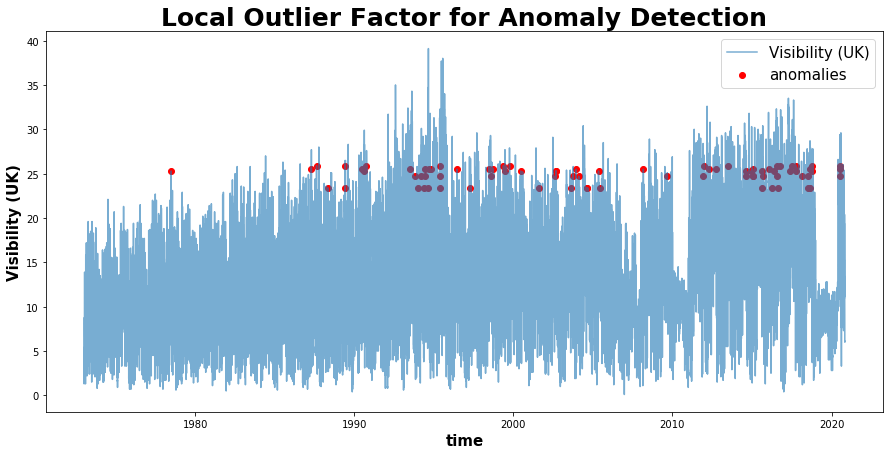 Local Outlier Factor for Anomaly Detection
Visibility (UK)
anomalies
40
35
30
25
20
15
10
5
0
Visibility (UK)
1980
1990
2000
2010
2020
time